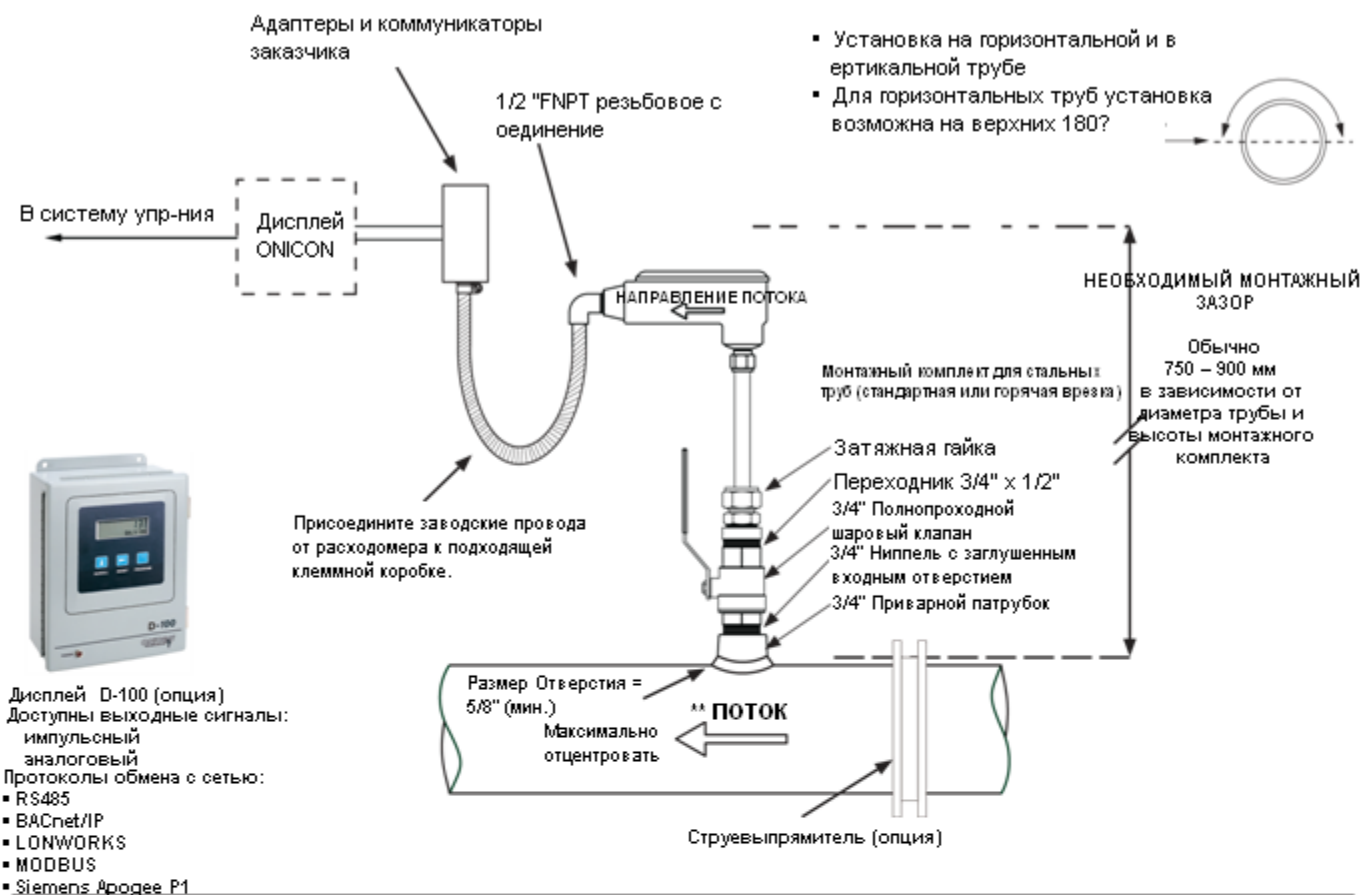 Адаптеры и коммуникаторы
заказчика
1/2 "FNPT резьбовое с
оединение
▪ Установка на горизонтальной и в
ертикальной трубе
▪ Для горизонтальных труб установка
возможна на верхних 180?
В систему упр-ния
Дисплей
ONICON
НАПРАВЛЕНИЕ ПОТОКА
НЕОБХОДИМЫЙ МОНТАЖНЫЙ
ЗАЗОР
Обычно
750 – 900 мм
в зависимости от
диаметра трубы и
высоты монтажного
комплекта
Монтажный комплект для стальных
труб (стандартная или горячая врезка)
Затяжная гайка
Переходник 3/4" x 1/2"
3/4" Полнопроходной
шаровый клапан
3/4" Ниппель с заглушенным
входным отверстием
3/4" Приварной патрубок
Присоедините заводские провода
от расходомера к подходящей
клеммной коробке.
D-100
Размер Отверстия =
5/8" (мин.)
** ПОТОК
Максимально
отцентровать
Струевыпрямитель (опция)
Дисплей D-100 (опция)
Доступны выходные сигналы:
импульсный
аналоговый
Протоколы обмена с сетью:
▪ RS485
▪ BACnet/IP
▪ LONWORKS
▪ MODBUS
▪ Siemens Apogee P1